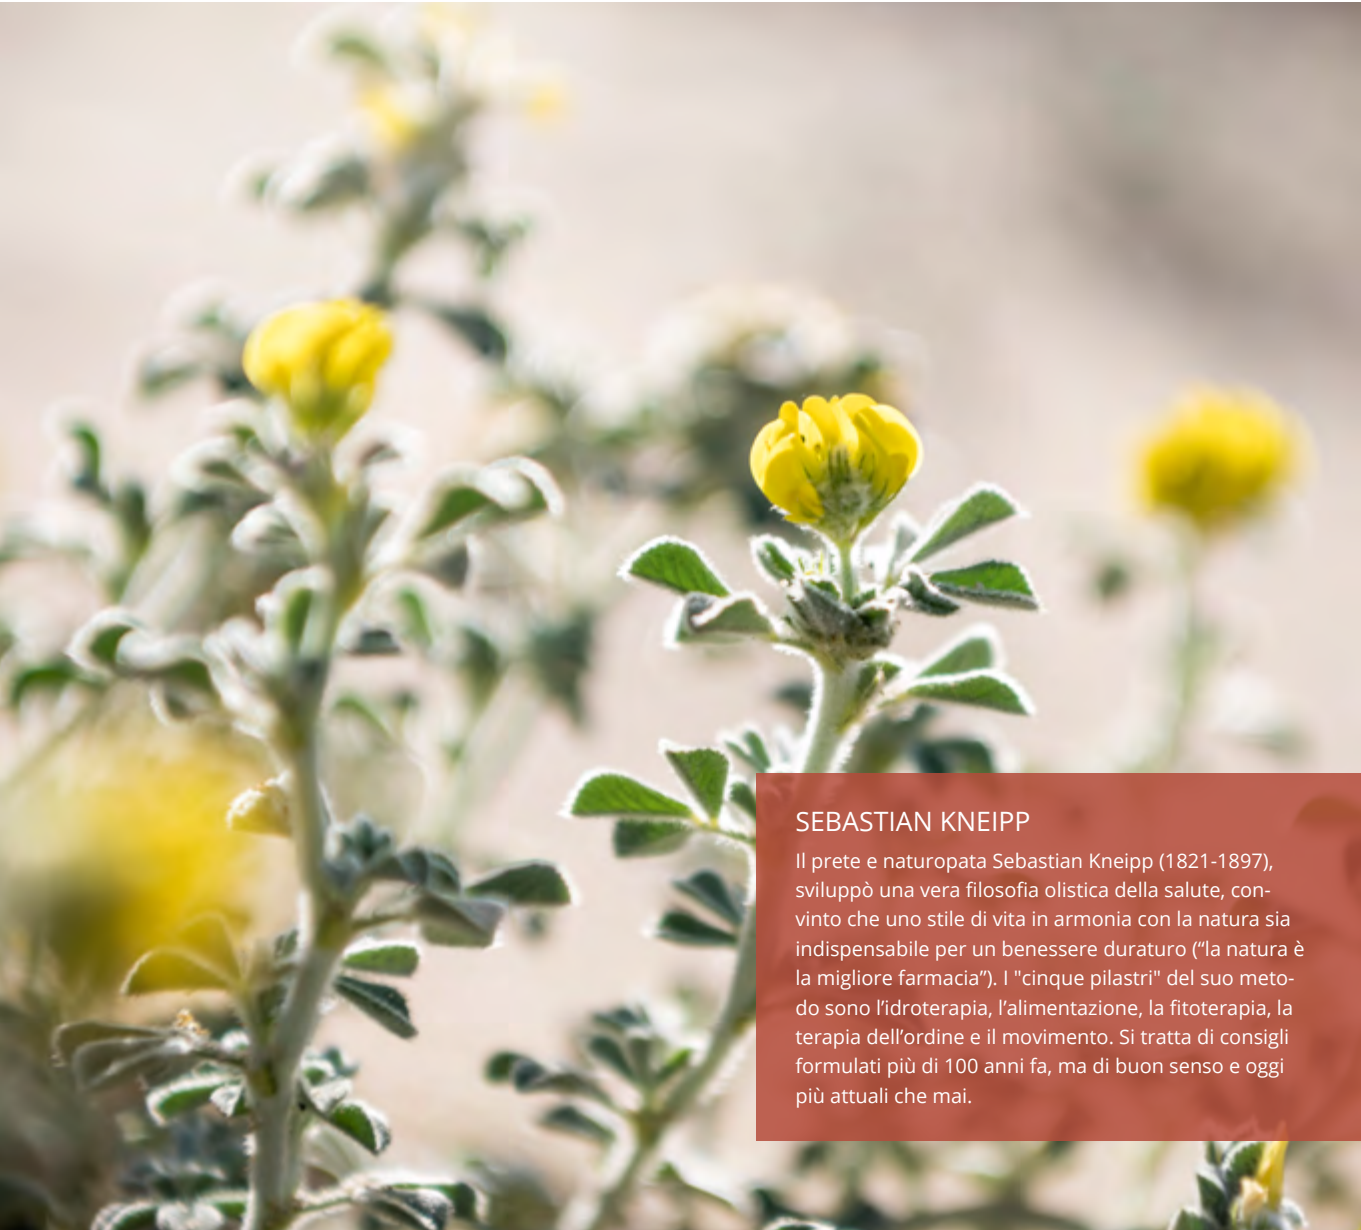 SEBASTIAN KNEIPP
Il prete e naturopata Sebastian Kneipp (1821-1897),
sviluppò una vera filosofia olistica della salute, con-
vinto che uno stile di vita in armonia con la natura sia
indispensabile per un benessere duraturo (“la natura è
la migliore farmacia”). I "cinque pilastri" del suo meto-
do sono l’idroterapia, l’alimentazione, la fitoterapia, la
terapia dell’ordine e il movimento. Si tratta di consigli
formulati più di 100 anni fa, ma di buon senso e oggi
più attuali che mai.